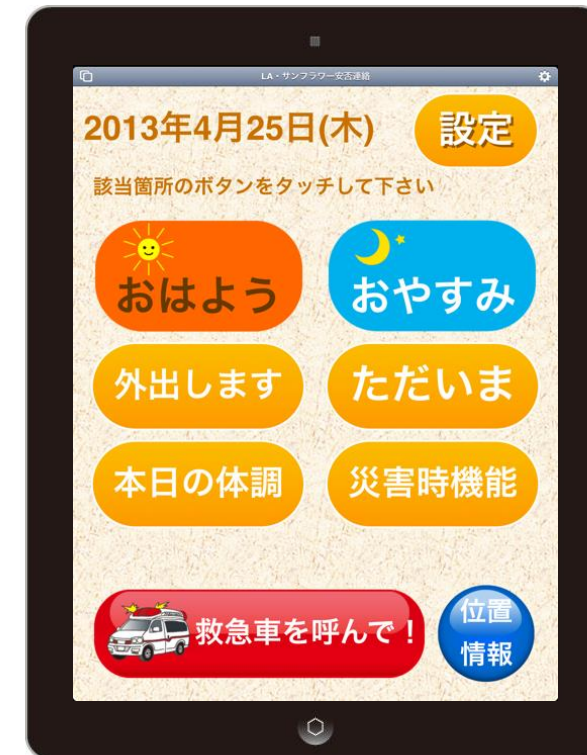 LA・サンフラワー安否連絡
2013年4月25日(木)
設定
該当箇所のボタンをタッチして下さい
おはよう
おやすみ
外出します
ただいま
本日の体調
災害時機能
救急車を呼んで！
位置
情報